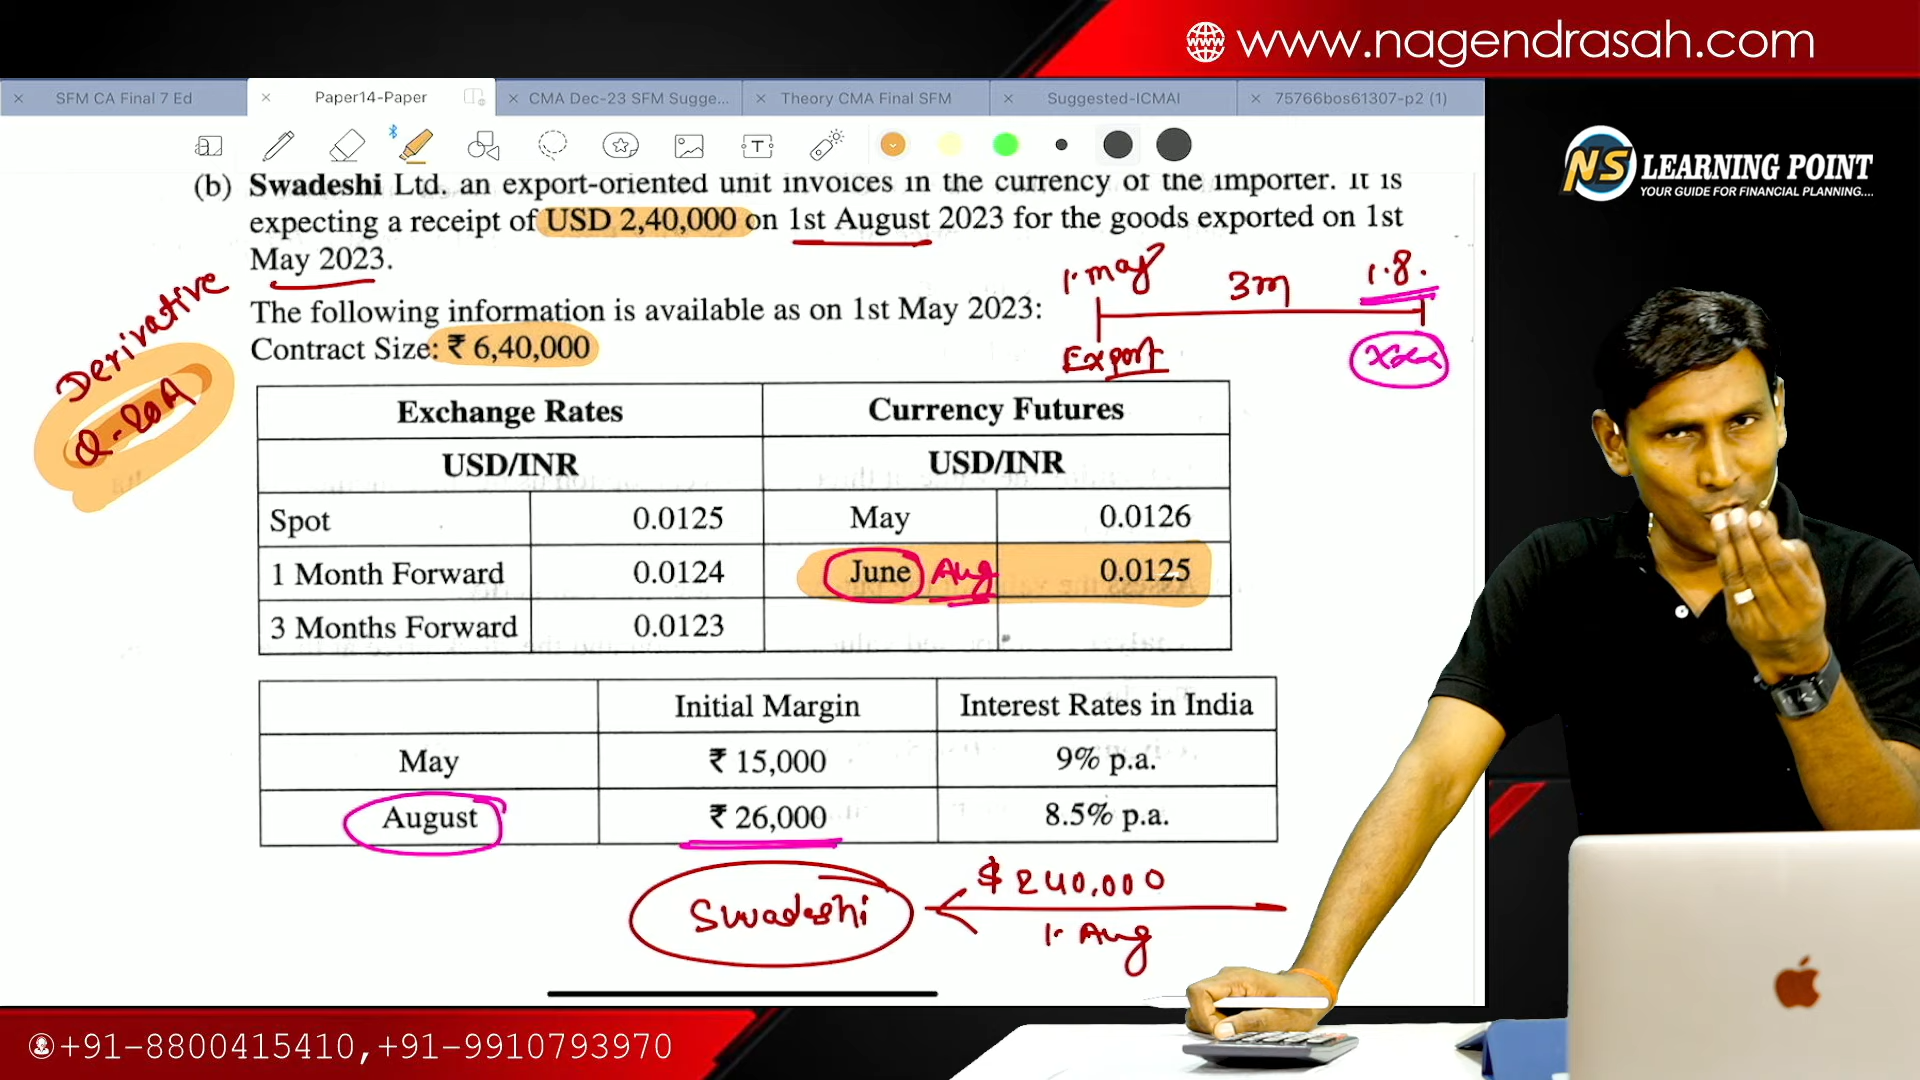 www.nagendrasah.com
SFM CA Final 7 Ed
Paper14-Paper
CMA Dec-23 SFM Sugge...
Theory CMA Final SFM
Suggested-ICMAI
75766bos61307-p2 (1)
NS LEARNING POINT
YOUR GUIDE FOR FINANCIAL PLANNING....
(b) Swadeshi Ltd. an export-oriented unit invoices in the currency of the importer. It is
expecting a receipt of USD 2,40,000 on 1st August 2023 for the goods exported on 1st
May 2023.
1. may 3m 1.8.
Export
The following information is available as on 1st May 2023:
Contract Size: ₹ 6,40,000
Derivative
Q-20A
Exchange Rates Currency Futures
USD/INR USD/INR
Spot 0.0125 May 0.0126
1 Month Forward 0.0124 June Aug 0.0125
3 Months Forward 0.0123
Initial Margin Interest Rates in India
May ₹ 15,000 9% p.a.
August ₹ 26,000 8.5% p.a.
Swadeshi
$ 240,000
1. Aug
+91-8800415410,+91-9910793970